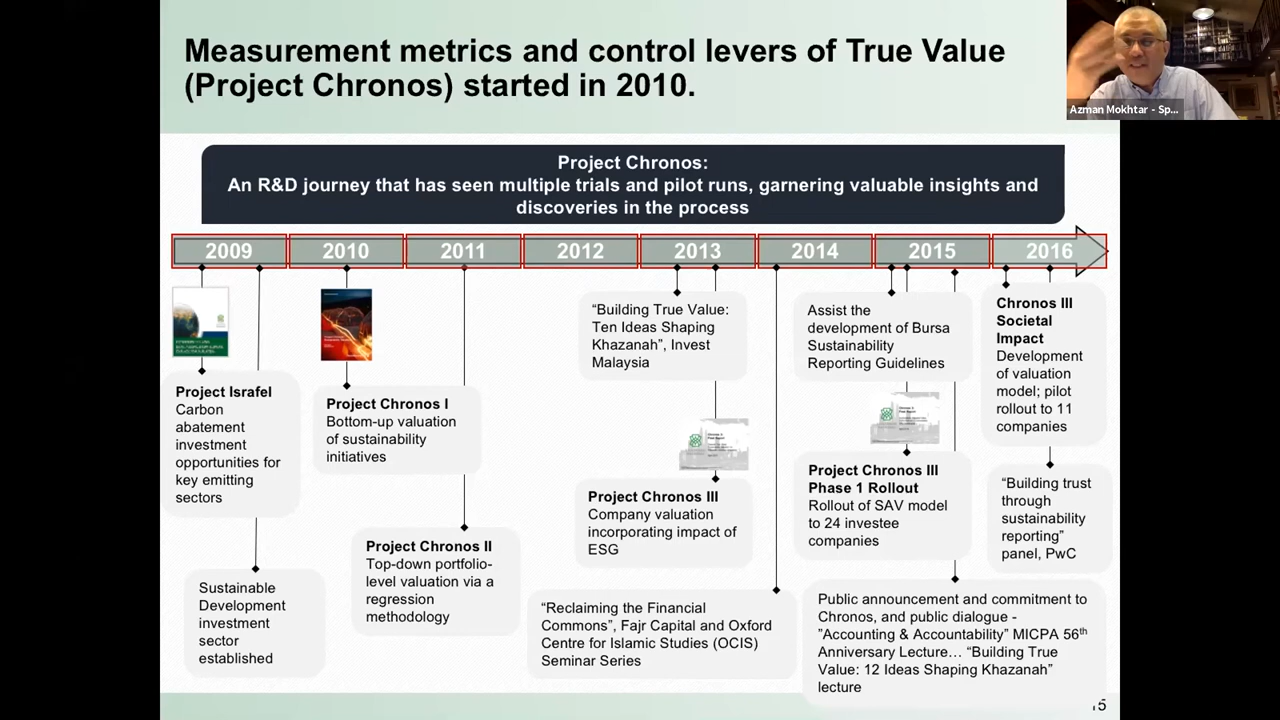 Measurement metrics and control levers of True Value
(Project Chronos) started in 2010.
Azman Mokhtar - Sp...
Project Chronos:
An R&D journey that has seen multiple trials and pilot runs, garnering valuable insights and
discoveries in the process
2009 2010 2011 2012 2013 2014 2015 2016
Project Israfel
Carbon
abatement
investment
opportunities for
key emitting
sectors
Sustainable
Development
investment
sector
established
Project Chronos I
Bottom-up valuation
of sustainability
initiatives
Project Chronos II
Top-down portfolio-
level valuation via a
regression
methodology
“Building True Value:
Ten Ideas Shaping
Khazanah”, Invest
Malaysia
Project Chronos III
Company valuation
incorporating impact of
ESG
“Reclaiming the Financial
Commons”, Fajr Capital and Oxford
Centre for Islamic Studies (OCIS)
Seminar Series
Assist the
development of Bursa
Sustainability
Reporting Guidelines
Project Chronos III
Phase 1 Rollout
Rollout of SAV model
to 24 investee
companies
Public announcement and commitment to
Chronos, and public dialogue -
”Accounting & Accountability” MICPA 56th
Anniversary Lecture… “Building True
Value: 12 Ideas Shaping Khazanah”
lecture
Chronos III
Societal
Impact
Development
of valuation
model; pilot
rollout to 11
companies
“Building trust
through
sustainability
reporting”
panel, PwC